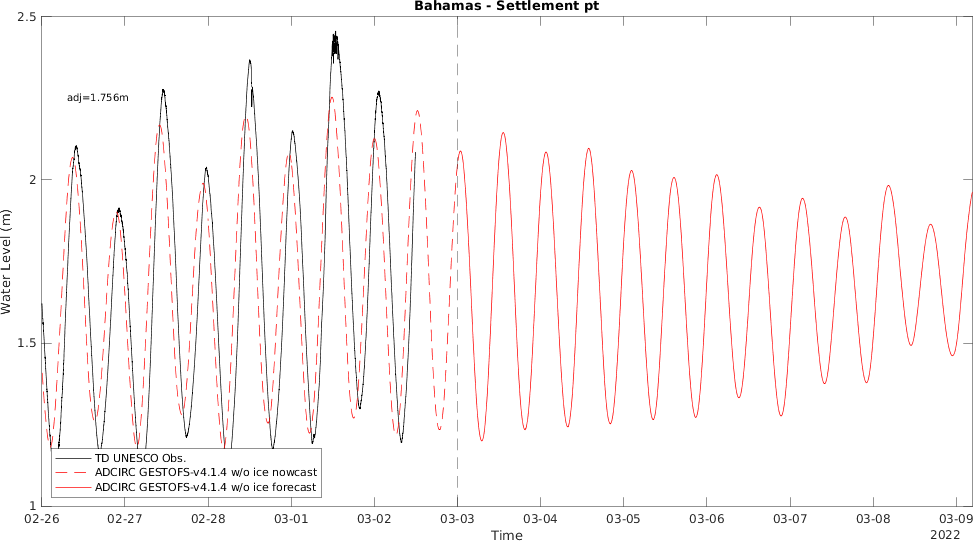 Bahamas - Settlement pt
2.5
adj=1.756m
2
Water Level (m)
1.5
TD UNESCO Obs.
ADCIRC GESTOFS-v4.1.4 w/o ice nowcast
ADCIRC GESTOFS-v4.1.4 w/o ice forecast
1
02-26 02-27 02-28 03-01 03-02 03-03 03-04 03-05 03-06 03-07 03-08 03-09
Time
2022